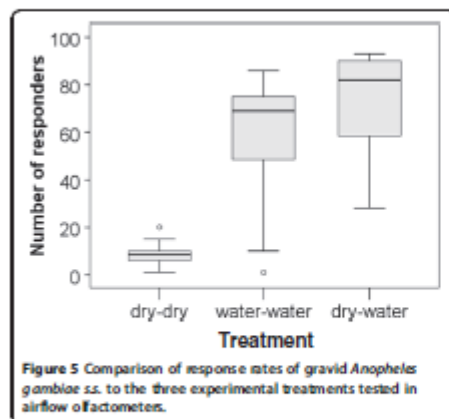 100
80
60
40
20
0
Number of responders
dry-dry water-water dry-water
Treatment
Figure 5 Comparison of response rates of gravid Anopheles
gambiae s.s. to the three experimental treatments tested in
airflow olfactometers.